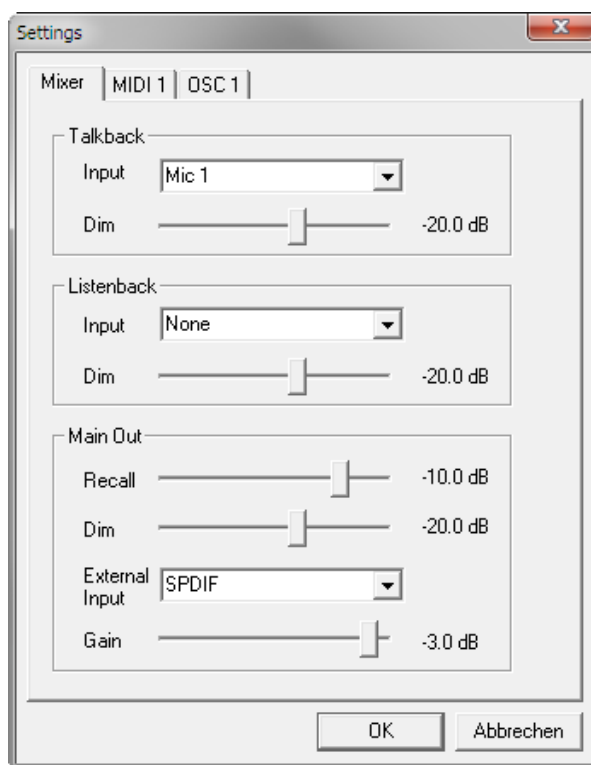 Settings
Mixer MIDI 1 OSC 1
Talkback
Input Mic 1
Dim -20.0 dB
Listenback
Input None
Dim -20.0 dB
Main Out
Recall -10.0 dB
Dim -20.0 dB
External Input SPDIF
Gain -3.0 dB
OK Abbrechen